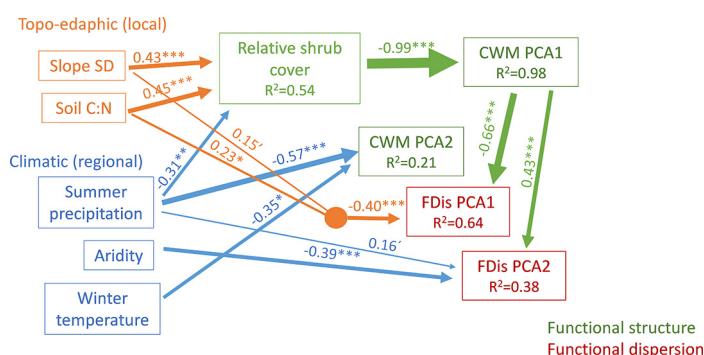 Topo-edaphic (local)
Slope SD
Soil C:N
Climatic (regional)
Summer
precipitation
Aridity
Winter
temperature
Relative shrub
cover
R²=0.54
CWM PCA1
R²=0.98
CWM PCA2
R²=0.21
FDis PCA1
R²=0.64
FDis PCA2
R²=0.38
0.43***
0.45***
-0.99***
0.15′
0.23*
-0.31**
-0.57***
-0.35*
-0.40***
-0.66***
0.43***
0.16´
-0.39***
Functional structure
Functional dispersion